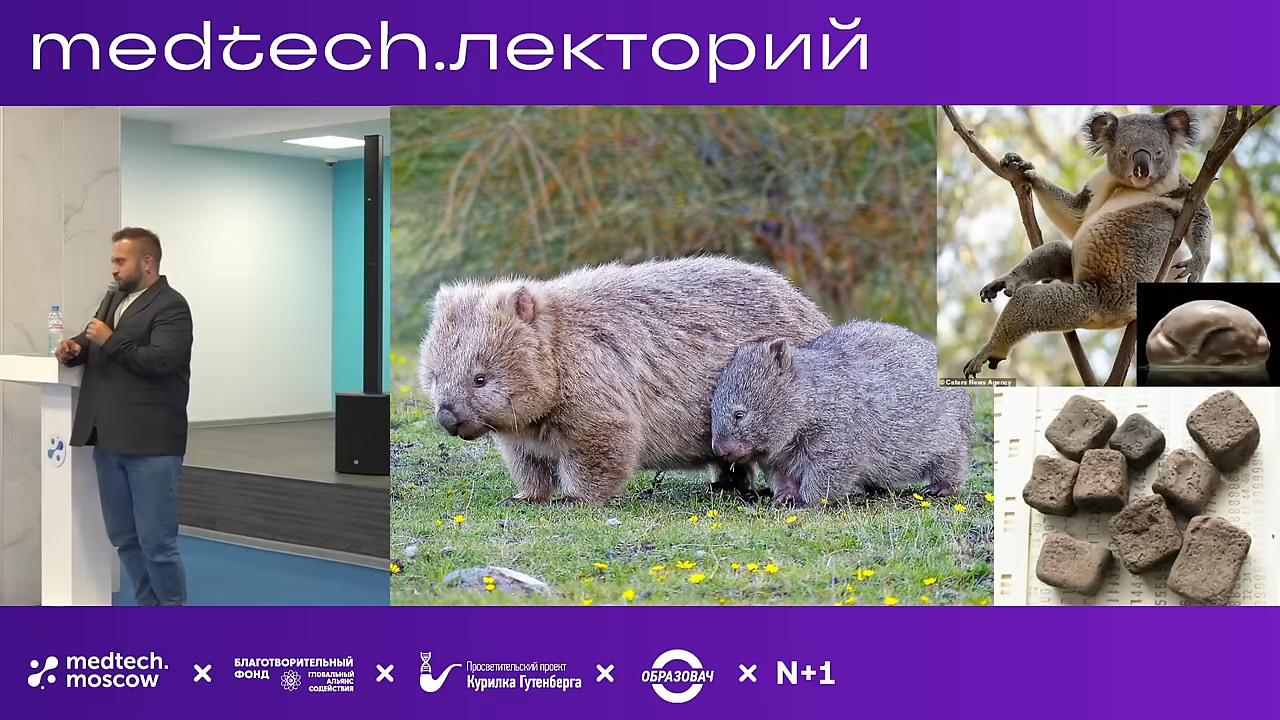 medtech.лекторий
© Caters News Agency
medtech.
moscow
×
БЛАГОТВОРИТЕЛЬНЫЙ
ФОНД
ГЛОБАЛЬНЫЙ
АЛЬЯНС
СОДЕЙСТВИЯ
×
Просветительский проект
Курилка Гутенберга
×
ОБРАЗОВАЧ
×
N+1